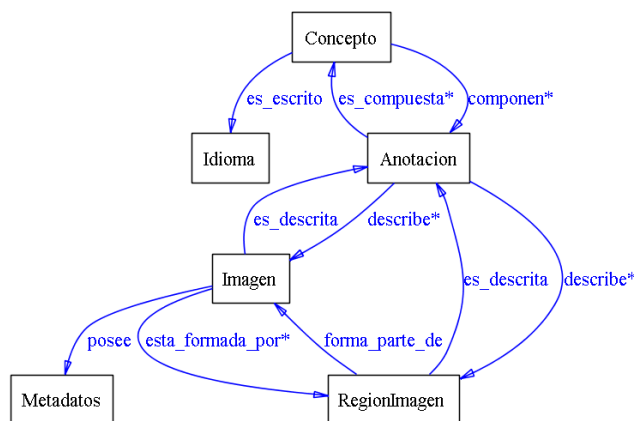 Concepto
es_escrito
es_compuesta*
componen*
Idioma
Anotacion
es_descrita
describe*
Imagen
es_descrita
describe*
posee
esta_formada_por*
forma_parte_de
Metadatos
RegionImagen